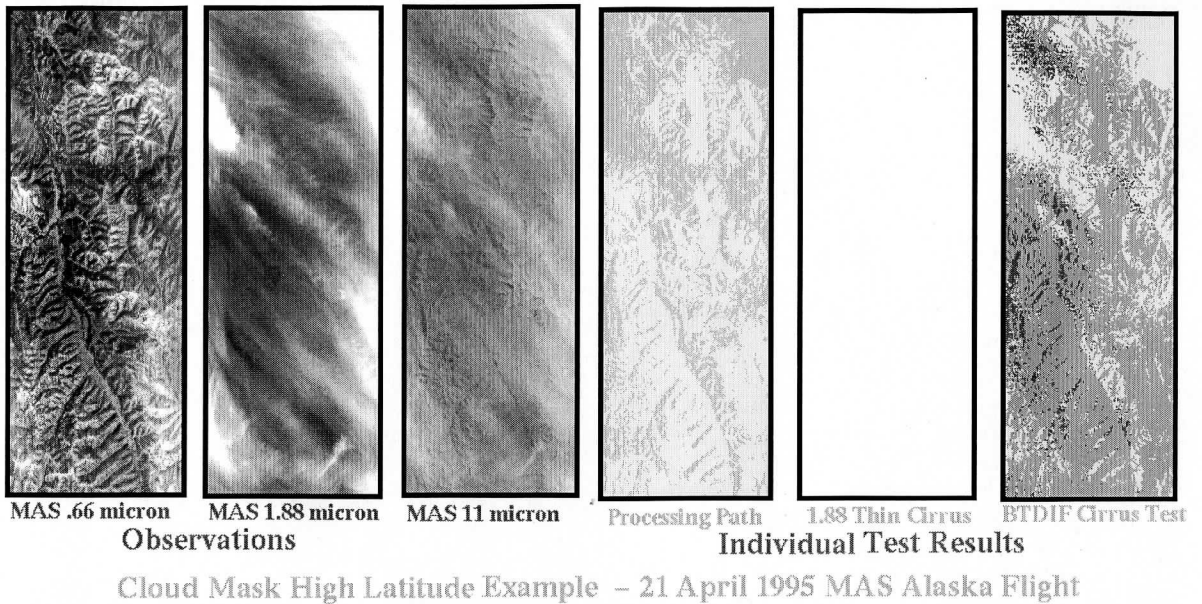 MAS .66 micron
MAS 1.88 micron
MAS 11 micron
Processing Path
1.88 Thin Cirrus
BTDIF Cirrus Test
Observations
Individual Test Results
Cloud Mask High Latitude Example – 21 April 1995 MAS Alaska Flight